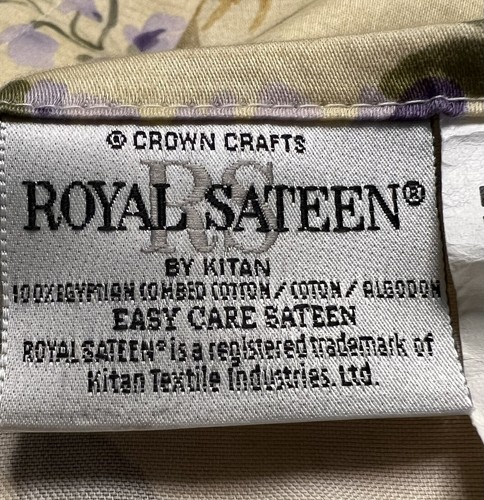 © CROWN CRAFTS
RS
ROYAL SATEEN®
BY KITAN
100% EGYPTIAN COMBED COTTON / COTON / ALGODON
EASY CARE SATEEN
ROYAL SATEEN® is a registered trademark of
Kitan Textile Industries. Ltd.